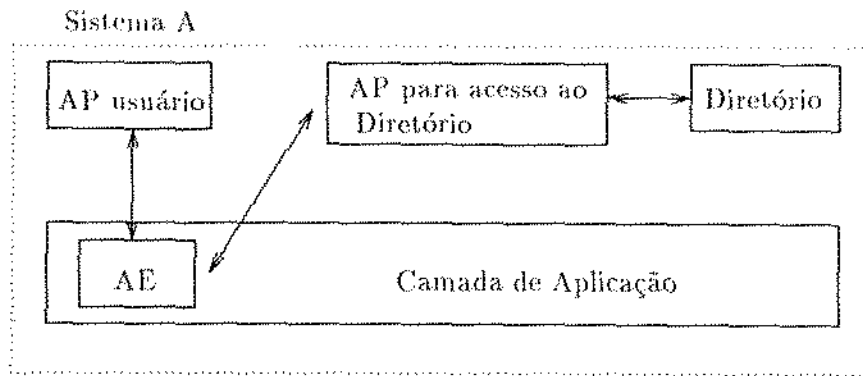 Sistema A
AP usuário
AP para acesso ao
Diretório
Diretório
AE
Camada de Aplicação